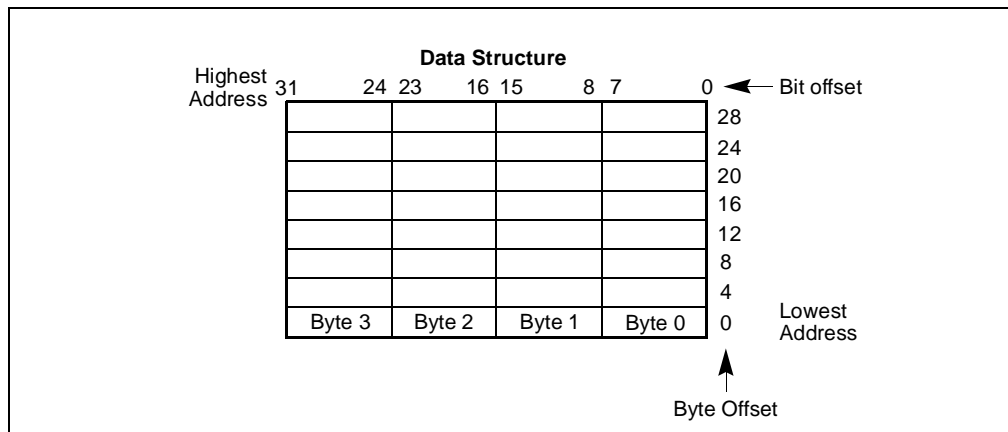 Data Structure
Highest
Address
31 24 23 16 15 8 7 0
Bit offset
28
24
20
16
12
8
4
Byte 3 Byte 2 Byte 1 Byte 0 0
Lowest
Address
Byte Offset